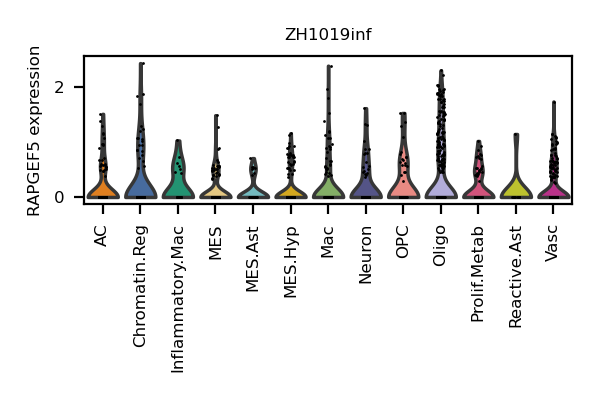 ZH1019inf
RAPGEF5 expression
2
0
AC
Chromatin.Reg
Inflammatory.Mac
MES
MES.Ast
MES.Hyp
Mac
Neuron
OPC
Oligo
Prolif.Metab
Reactive.Ast
Vasc